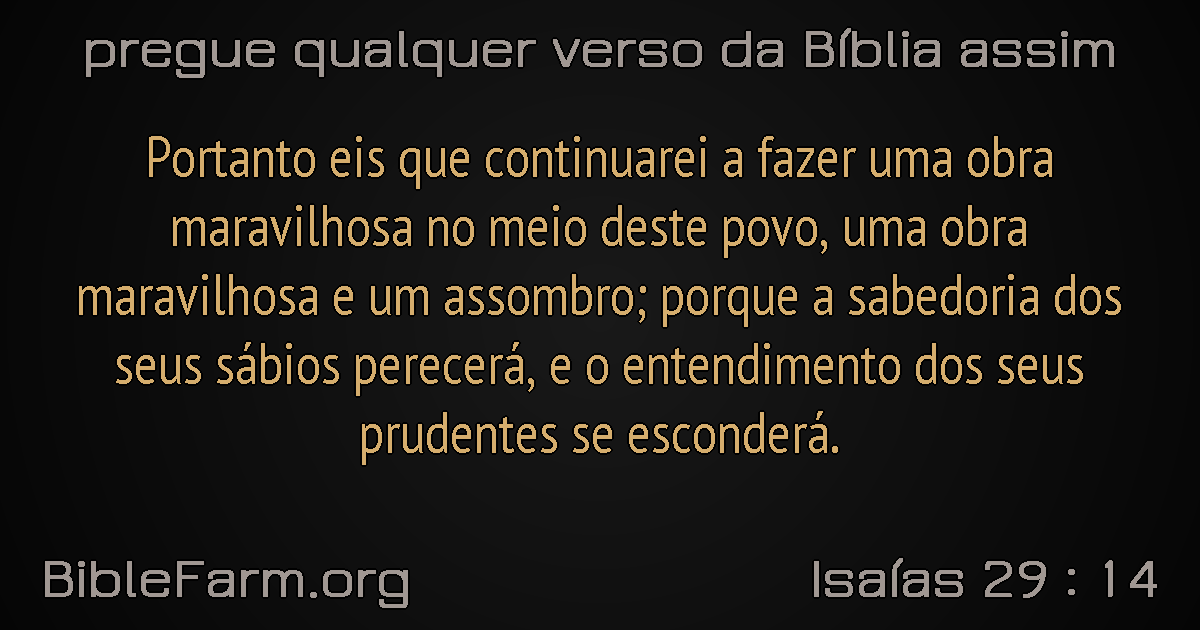 pregue qualquer verso da Bíblia assim
Portanto eis que continuarei a fazer uma obra
maravilhosa no meio deste povo, uma obra
maravilhosa e um assombro; porque a sabedoria dos
seus sábios perecerá, e o entendimento dos seus
prudentes se esconderá.
BibleFarm.org
Isaías 29 : 14